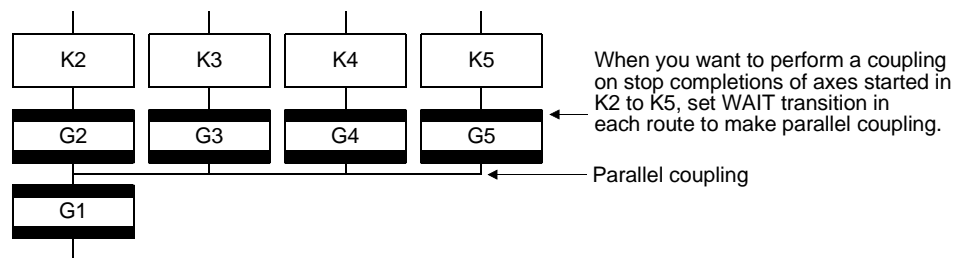 K2
K3
K4
K5
When you want to perform a coupling
on stop completions of axes started in
K2 to K5, set WAIT transition in
each route to make parallel coupling.
G2
G3
G4
G5
Parallel coupling
G1